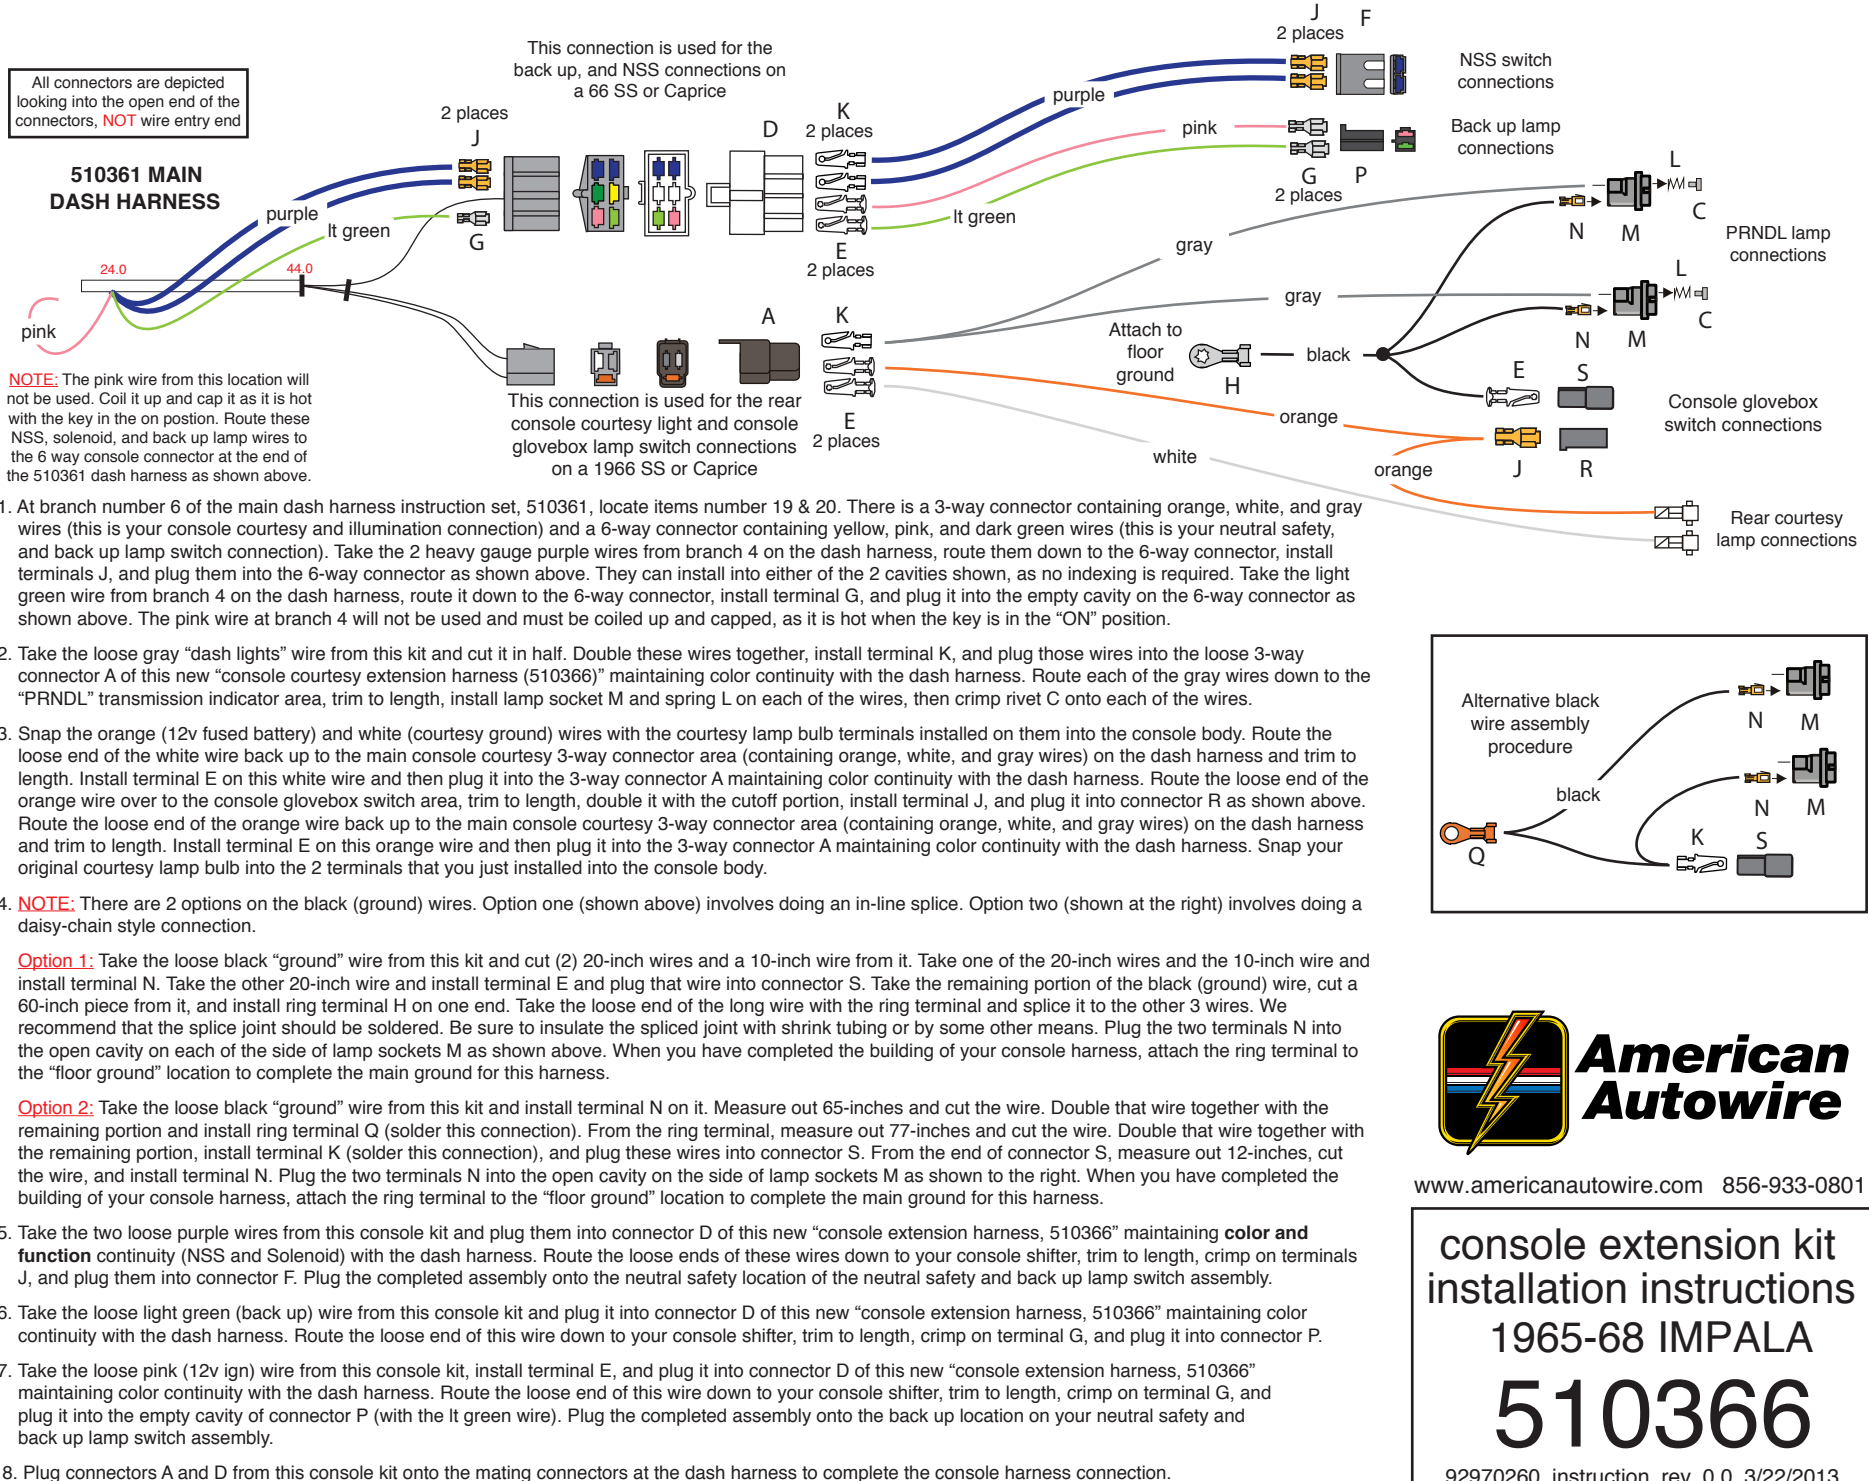 All connectors are depicted
looking into the open end of the
connectors, NOT wire entry end
510361 MAIN
DASH HARNESS
This connection is used for the
back up, and NSS connections on
a 66 SS or Caprice
2 places
J
D
K
2 places
purple
lt green
G
24.0
44.0
pink
E
2 places
purple
pink
lt green
J
2 places
F
NSS switch
connections
Back up lamp
connections
G
P
2 places
gray
gray
L
C
N
M
PRNDL lamp
connections
L
C
N
M
A
K
Attach to
floor
ground
H
black
E
S
Console glovebox
switch connections
orange
J
R
orange
white
Rear courtesy
lamp connections
E
2 places
This connection is used for the rear
console courtesy light and console
glovebox lamp switch connections
on a 1966 SS or Caprice
NOTE: The pink wire from this location will
not be used. Coil it up and cap it as it is hot
with the key in the on postion. Route these
NSS, solenoid, and back up lamp wires to
the 6 way console connector at the end of
the 510361 dash harness as shown above.
1. At branch number 6 of the main dash harness instruction set, 510361, locate items number 19 & 20. There is a 3-way connector containing orange, white, and gray
wires (this is your console courtesy and illumination connection) and a 6-way connector containing yellow, pink, and dark green wires (this is your neutral safety,
and back up lamp switch connection). Take the 2 heavy gauge purple wires from branch 4 on the dash harness, route them down to the 6-way connector, install
terminals J, and plug them into the 6-way connector as shown above. They can install into either of the 2 cavities shown, as no indexing is required. Take the light
green wire from branch 4 on the dash harness, route it down to the 6-way connector, install terminal G, and plug it into the empty cavity on the 6-way connector as
shown above. The pink wire at branch 4 will not be used and must be coiled up and capped, as it is hot when the key is in the “ON” position.
2. Take the loose gray “dash lights” wire from this kit and cut it in half. Double these wires together, install terminal K, and plug those wires into the loose 3-way
connector A of this new “console courtesy extension harness (510366)” maintaining color continuity with the dash harness. Route each of the gray wires down to the
“PRNDL” transmission indicator area, trim to length, install lamp socket M and spring L on each of the wires, then crimp rivet C onto each of the wires.
3. Snap the orange (12v fused battery) and white (courtesy ground) wires with the courtesy lamp bulb terminals installed on them into the console body. Route the
loose end of the white wire back up to the main console courtesy 3-way connector area (containing orange, white, and gray wires) on the dash harness and trim to
length. Install terminal E on this white wire and then plug it into the 3-way connector A maintaining color continuity with the dash harness. Route the loose end of the
orange wire over to the console glovebox switch area, trim to length, double it with the cutoff portion, install terminal J, and plug it into connector R as shown above.
Route the loose end of the orange wire back up to the main console courtesy 3-way connector area (containing orange, white, and gray wires) on the dash harness
and trim to length. Install terminal E on this orange wire and then plug it into the 3-way connector A maintaining color continuity with the dash harness. Snap your
original courtesy lamp bulb into the 2 terminals that you just installed into the console body.
4. NOTE: There are 2 options on the black (ground) wires. Option one (shown above) involves doing an in-line splice. Option two (shown at the right) involves doing a
daisy-chain style connection.
Option 1: Take the loose black “ground” wire from this kit and cut (2) 20-inch wires and a 10-inch wire from it. Take one of the 20-inch wires and the 10-inch wire and
install terminal N. Take the other 20-inch wire and install terminal E and plug that wire into connector S. Take the remaining portion of the black (ground) wire, cut a
60-inch piece from it, and install ring terminal H on one end. Take the loose end of the long wire with the ring terminal and splice it to the other 3 wires. We
recommend that the splice joint should be soldered. Be sure to insulate the spliced joint with shrink tubing or by some other means. Plug the two terminals N into
the open cavity on each of the side of lamp sockets M as shown above. When you have completed the building of your console harness, attach the ring terminal to
the “floor ground” location to complete the main ground for this harness.
Option 2: Take the loose black “ground” wire from this kit and install terminal N on it. Measure out 65-inches and cut the wire. Double that wire together with the
remaining portion and install ring terminal Q (solder this connection). From the ring terminal, measure out 77-inches and cut the wire. Double that wire together with
the remaining portion, install terminal K (solder this connection), and plug these wires into connector S. From the end of connector S, measure out 12-inches, cut
the wire, and install terminal N. Plug the two terminals N into the open cavity on the side of lamp sockets M as shown to the right. When you have completed the
building of your console harness, attach the ring terminal to the “floor ground” location to complete the main ground for this harness.
5. Take the two loose purple wires from this console kit and plug them into connector D of this new “console extension harness, 510366” maintaining color and
function continuity (NSS and Solenoid) with the dash harness. Route the loose ends of these wires down to your console shifter, trim to length, crimp on terminals
J, and plug them into connector F. Plug the completed assembly onto the neutral safety location of the neutral safety and back up lamp switch assembly.
6. Take the loose light green (back up) wire from this console kit and plug it into connector D of this new “console extension harness, 510366” maintaining color
continuity with the dash harness. Route the loose end of this wire down to your console shifter, trim to length, crimp on terminal G, and plug it into connector P.
7. Take the loose pink (12v ign) wire from this console kit, install terminal E, and plug it into connector D of this new “console extension harness, 510366”
maintaining color continuity with the dash harness. Route the loose end of this wire down to your console shifter, trim to length, crimp on terminal G, and
plug it into the empty cavity of connector P (with the lt green wire). Plug the completed assembly onto the back up location on your neutral safety and
back up lamp switch assembly.
8. Plug connectors A and D from this console kit onto the mating connectors at the dash harness to complete the console harness connection.
Alternative black
wire assembly
procedure
N
M
black
N
M
K
S
Q
American
Autowire
www.americanautowire.com 856-933-0801
console extension kit
installation instructions
1965-68 IMPALA
510366
92970260 instruction rev 0.0 3/22/2013